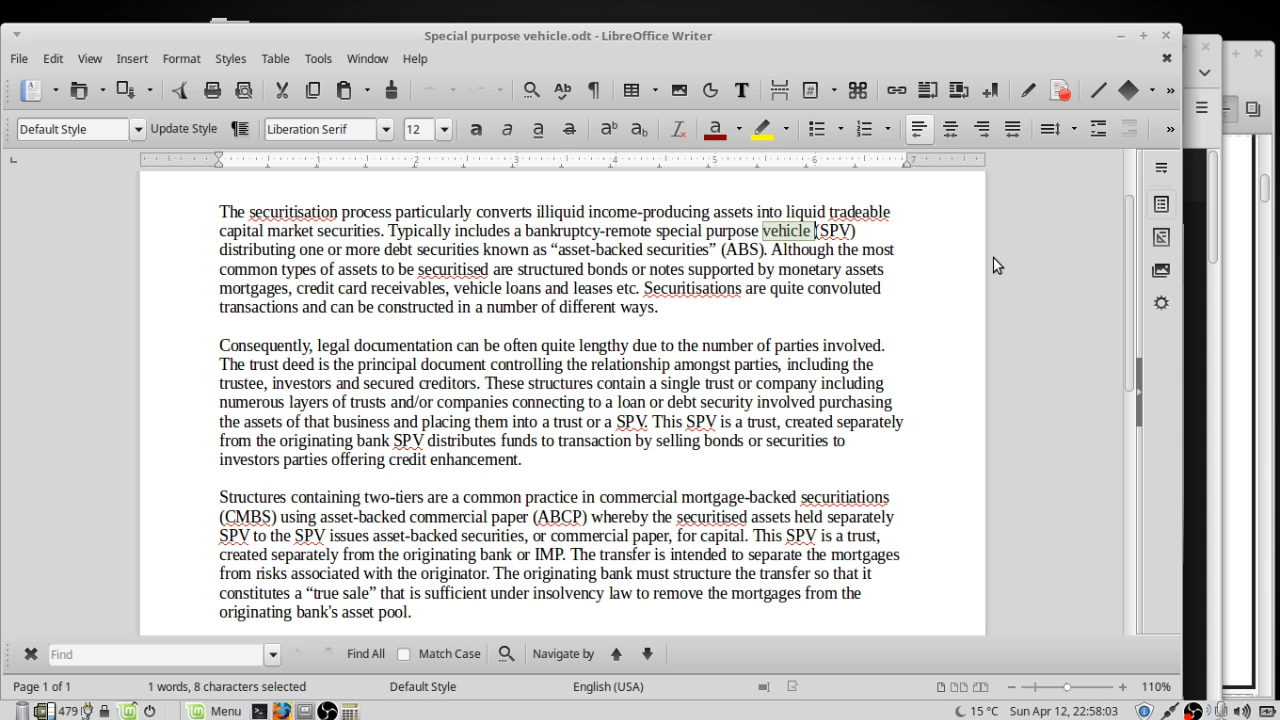 Special purpose vehicle.odt - LibreOffice Writer
File Edit View Insert Format Styles Table Tools Window Help
Default Style Update Style Liberation Serif 12
1 2 3 4 5 6 7
The securitisation process particularly converts illiquid income-producing assets into liquid tradeable
capital market securities. Typically includes a bankruptcy-remote special purpose vehicle (SPV)
distributing one or more debt securities known as “asset-backed securities” (ABS). Although the most
common types of assets to be securitised are structured bonds or notes supported by monetary assets
mortgages, credit card receivables, vehicle loans and leases etc. Securitisations are quite convoluted
transactions and can be constructed in a number of different ways.
Consequently, legal documentation can be often quite lengthy due to the number of parties involved.
The trust deed is the principal document controlling the relationship amongst parties, including the
trustee, investors and secured creditors. These structures contain a single trust or company including
numerous layers of trusts and/or companies connecting to a loan or debt security involved purchasing
the assets of that business and placing them into a trust or a SPV. This SPV is a trust, created separately
from the originating bank SPV distributes funds to transaction by selling bonds or securities to
investors parties offering credit enhancement.
Structures containing two-tiers are a common practice in commercial mortgage-backed securitiations
(CMBS) using asset-backed commercial paper (ABCP) whereby the securitised assets held separately
SPV to the SPV issues asset-backed securities, or commercial paper, for capital. This SPV is a trust,
created separately from the originating bank or IMP. The transfer is intended to separate the mortgages
from risks associated with the originator. The originating bank must structure the transfer so that it
constitutes a “true sale” that is sufficient under insolvency law to remove the mortgages from the
originating bank's asset pool.
Find Find All Match Case Navigate by
Page 1 of 1 1 words, 8 characters selected Default Style English (USA) 110%
479 Menu 15 °C Sun Apr 12, 22:58:03